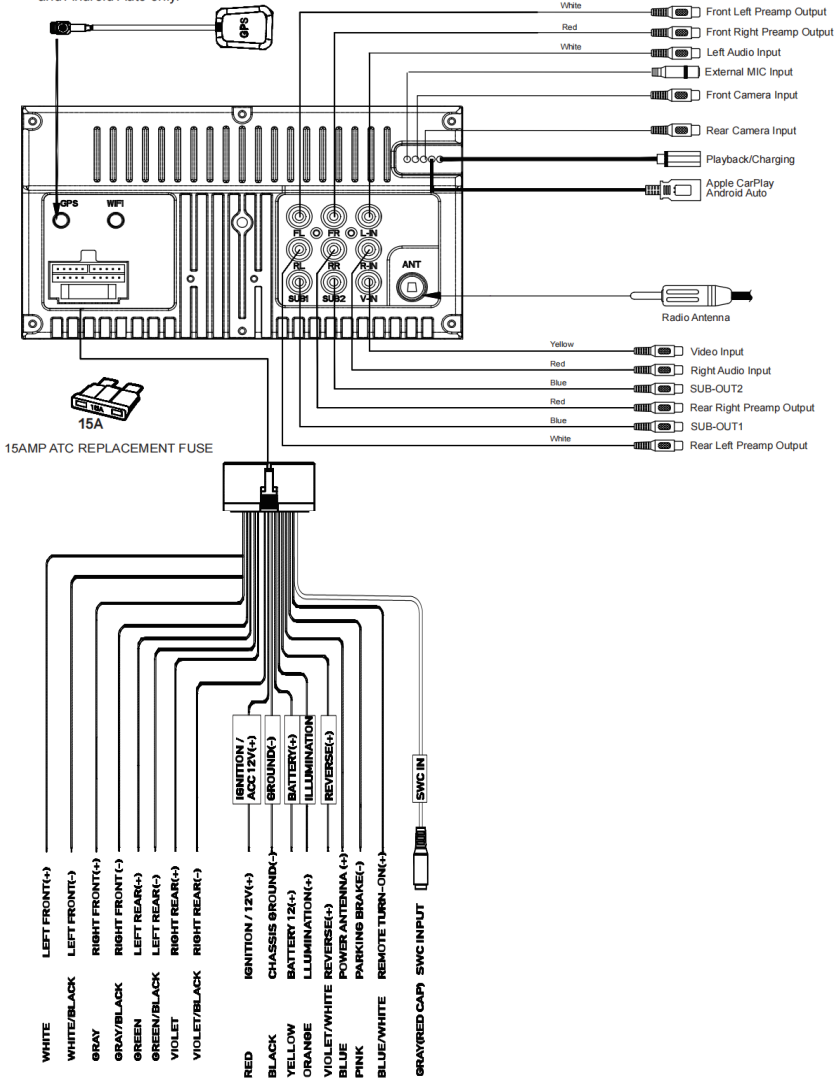 and Android Auto only.
GPS
White
Front Left Preamp Output
Red
Front Right Preamp Output
White
Left Audio Input
External MIC Input
Front Camera Input
Rear Camera Input
Playback/Charging
Apple CarPlay
Android Auto
GPS
WIFI
FL
FR
L-IN
RL
RR
R-IN
ANT
SUB1
SUB2
V-IN
Radio Antenna
Yellow
Video Input
Red
Right Audio Input
Blue
SUB-OUT2
Red
Rear Right Preamp Output
Blue
SUB-OUT1
White
Rear Left Preamp Output
15A
15A
15AMP ATC REPLACEMENT FUSE
IGNITION /
ACC 12V(+)
GROUND(-)
BATTERY(+)
ILLUMINATION
REVERSE(+)
SWC IN
WHITE LEFT FRONT(+)
WHITE/BLACK LEFT FRONT(-)
GRAY RIGHT FRONT(+)
GRAY/BLACK RIGHT FRONT(-)
GREEN LEFT REAR(+)
GREEN/BLACK LEFT REAR(-)
VIOLET RIGHT REAR(+)
VIOLET/BLACK RIGHT REAR(-)
RED IGNITION / 12V(+)
BLACK CHASSIS GROUND(-)
YELLOW BATTERY 12(+)
ORANGE LLUMINATION(+)
VIOLET/WHITE REVERSE(+)
BLUE POWER ANTENNA (+)
PINK PARKING BRAKE(-)
BLUE/WHITE REMOTE TURN-ON(+)
GRAY(RED CAP) SWC INPUT